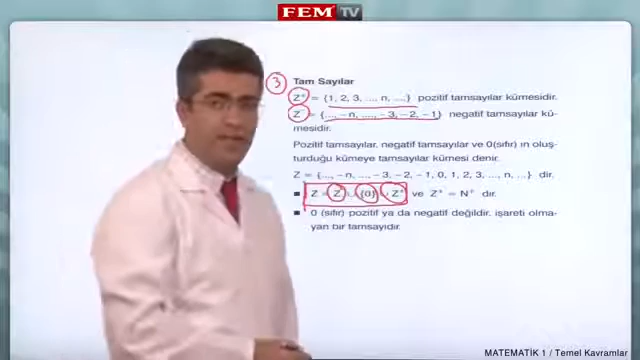 FEM TV
3 Tam Sayılar
Z⁺ = {1, 2, 3, ..., n, ...} pozitif tamsayılar kümesidir.
Z⁻ = {..., −n, ..., −3, −2, −1} negatif tamsayılar kü-
mesidir.
Pozitif tamsayılar, negatif tamsayılar ve 0(sıfır) ın oluş-
turduğu kümeye tamsayılar kümesi denir.
Z = {..., −n, ..., −3, −2, −1, 0, 1, 2, 3, ..., n, ...} dir.
■ Z = Z⁻ ∪ {0} ∪ Z⁺ ve Z⁺ = N⁺ dır.
■ 0 (sıfır) pozitif ya da negatif değildir. işareti olma-
yan bir tamsayıdır.
MATEMATİK 1 / Temel Kavramlar